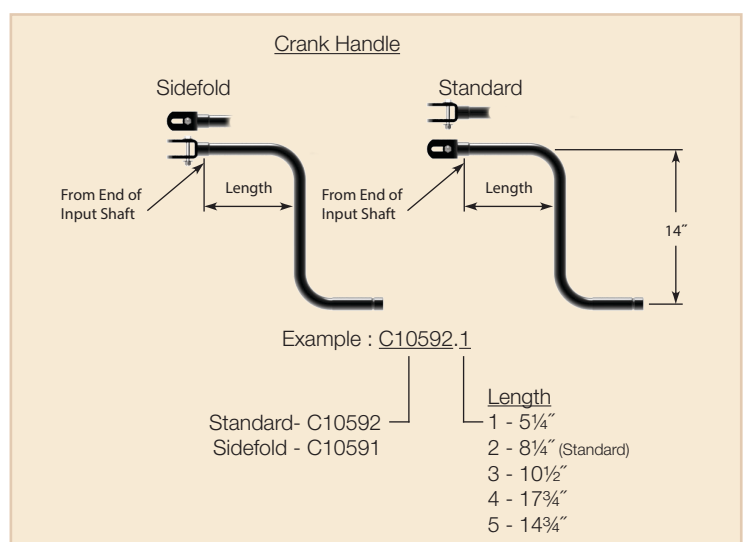 Crank Handle
Sidefold
Standard
From End of
Input Shaft
Length
From End of
Input Shaft
Length
14˝
Example : C10592.1
Standard- C10592
Sidefold - C10591
Length
1 - 5¼˝
2 - 8¼˝ (Standard)
3 - 10½˝
4 - 17¾˝
5 - 14¾˝